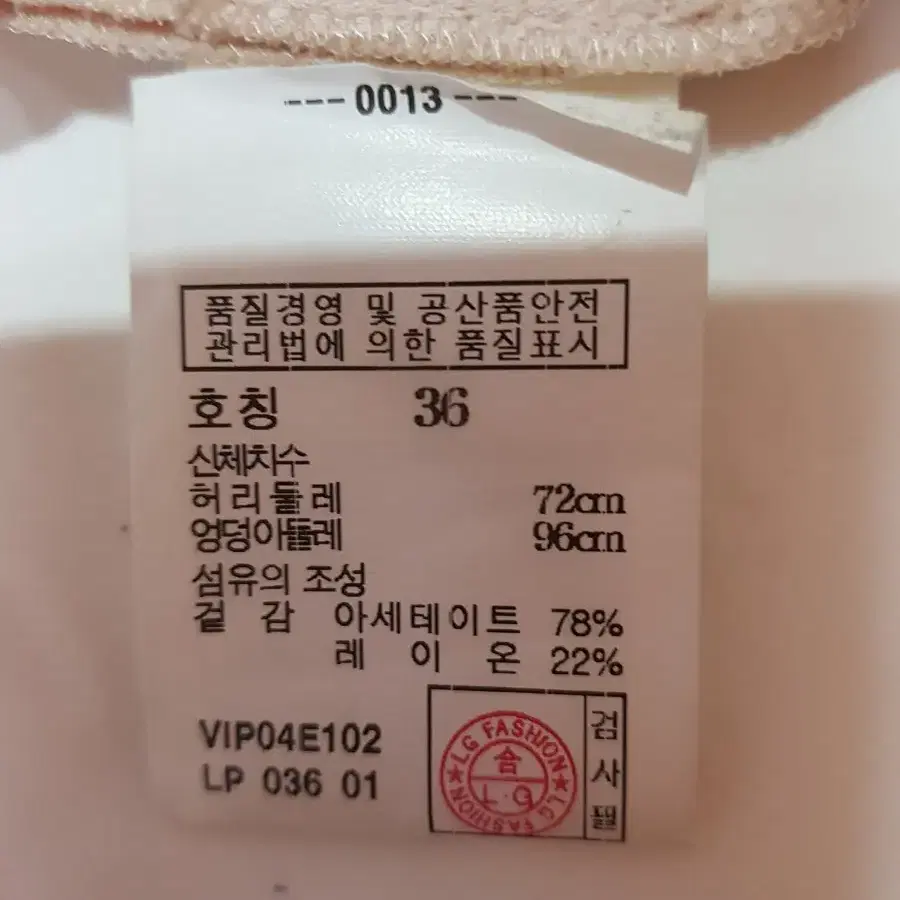 ---0013---
품질경영 및 공산품안전
관리법에 의한 품질표시
호칭 36
신체치수
허리둘레 72cm
엉덩이둘레 96cm
섬유의 조성
겉감 아세테이트 78%
레이온 22%
VIP04E102
LP 036 01
LG FASHION ★ LG FASHION ★
合
L.G
검사필